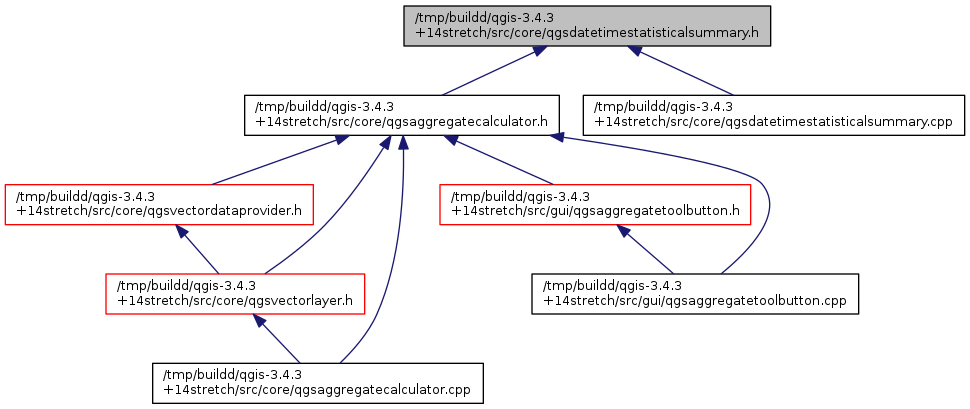 /tmp/buildd/qgis-3.4.3
+14stretch/src/core/qgsdatetimestatisticalsummary.h
/tmp/buildd/qgis-3.4.3
+14stretch/src/core/qgsaggregatecalculator.h
/tmp/buildd/qgis-3.4.3
+14stretch/src/core/qgsdatetimestatisticalsummary.cpp
/tmp/buildd/qgis-3.4.3
+14stretch/src/core/qgsvectordataprovider.h
/tmp/buildd/qgis-3.4.3
+14stretch/src/gui/qgsaggregatetoolbutton.h
/tmp/buildd/qgis-3.4.3
+14stretch/src/core/qgsvectorlayer.h
/tmp/buildd/qgis-3.4.3
+14stretch/src/gui/qgsaggregatetoolbutton.cpp
/tmp/buildd/qgis-3.4.3
+14stretch/src/core/qgsaggregatecalculator.cpp